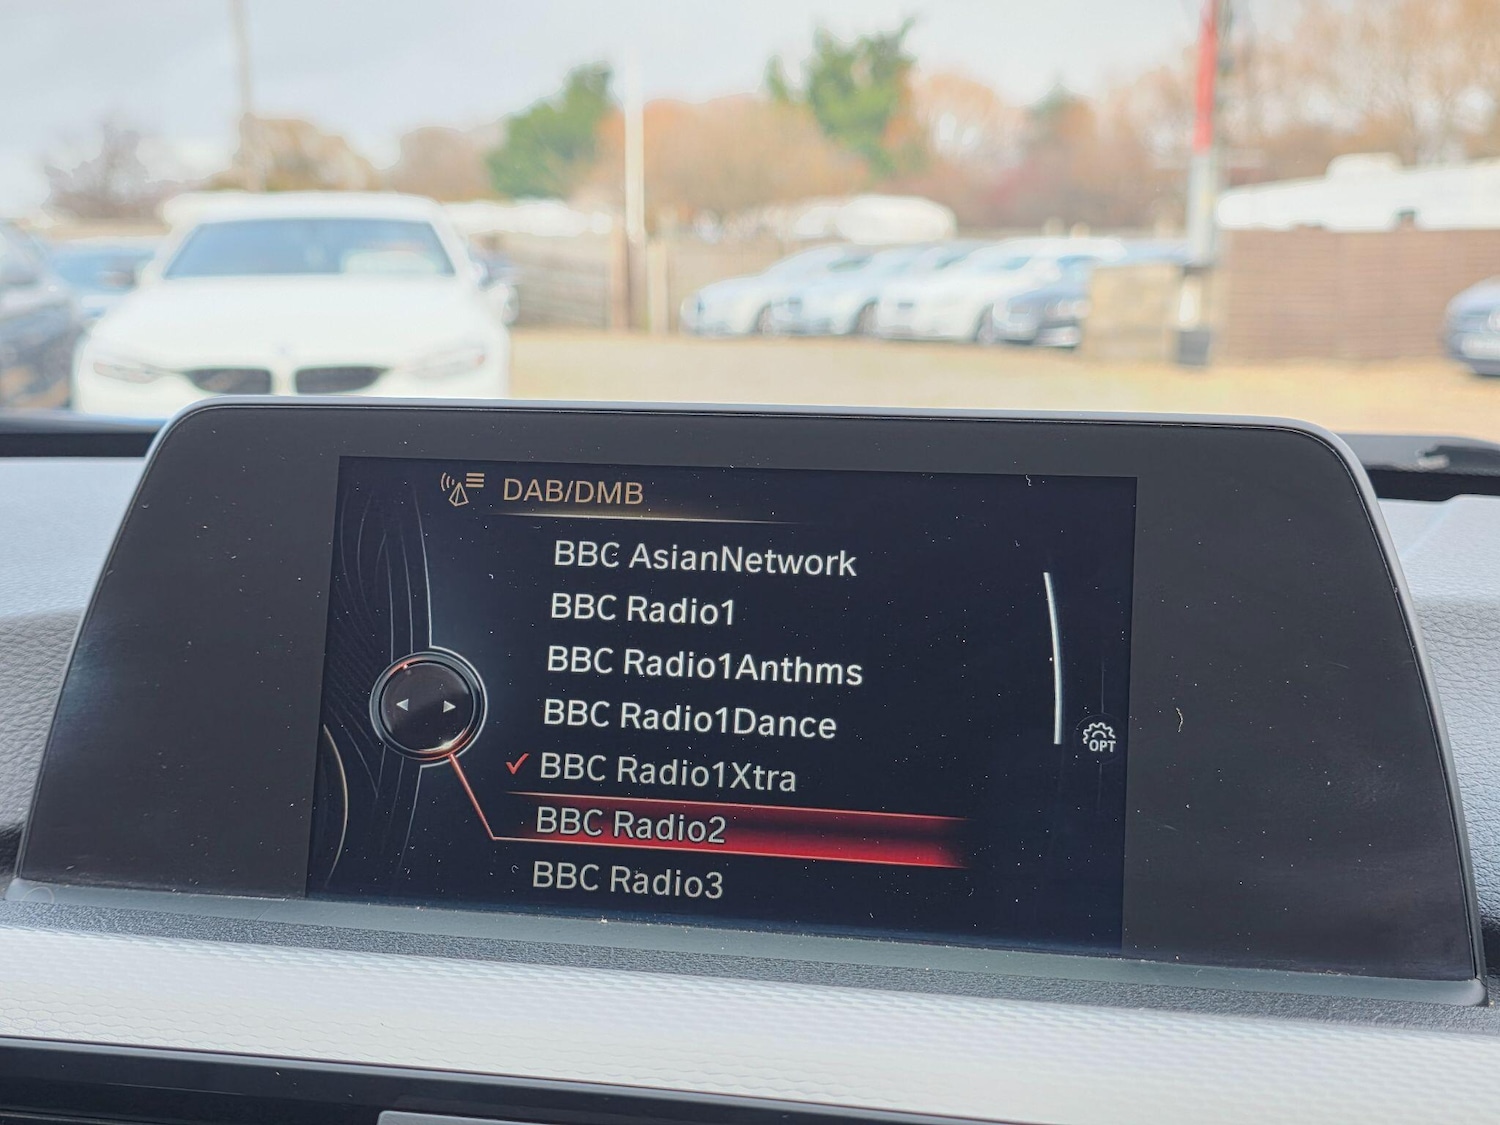 DAB/DMB
BBC AsianNetwork
BBC Radio1
BBC Radio1Anthms
BBC Radio1Dance
BBC Radio1Xtra
BBC Radio2
BBC Radio3
OPT